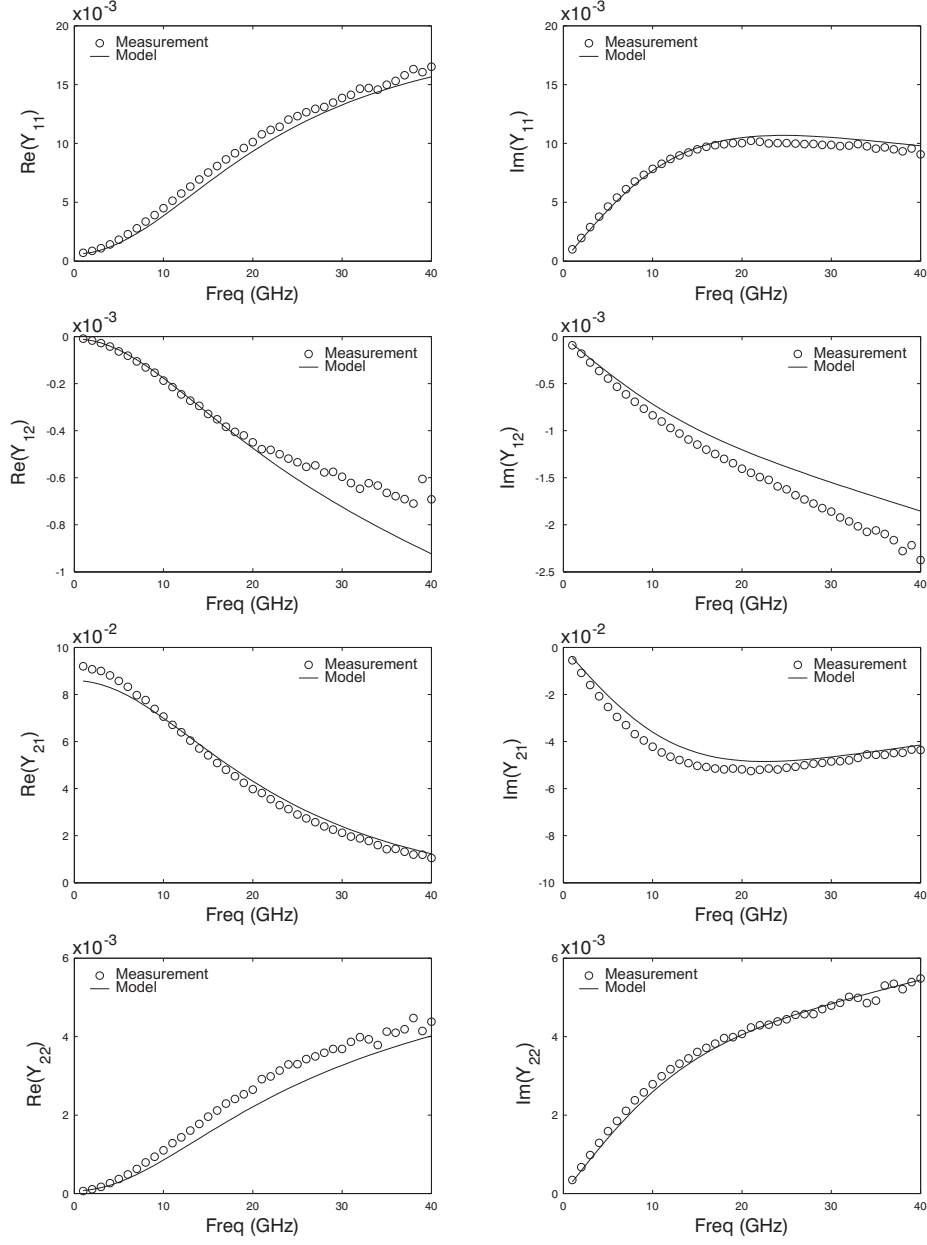 x10-3
20
15
10
5
0
Re(Y11)
Measurement
Model
0 10 20 30 40
Freq (GHz)
x10-3
20
15
10
5
0
Im(Y11)
Measurement
Model
0 10 20 30 40
Freq (GHz)
x10-3
0
-0.2
-0.4
-0.6
-0.8
-1
Re(Y12)
Measurement
Model
0 10 20 30 40
Freq (GHz)
x10-3
0
-0.5
-1
-1.5
-2
-2.5
Im(Y12)
Measurement
Model
0 10 20 30 40
Freq (GHz)
x10-2
10
8
6
4
2
0
Re(Y21)
Measurement
Model
0 10 20 30 40
Freq (GHz)
x10-2
0
-2
-4
-6
-8
-10
Im(Y21)
Measurement
Model
0 10 20 30 40
Freq (GHz)
x10-3
6
4
2
0
Re(Y22)
Measurement
Model
0 10 20 30 40
Freq (GHz)
x10-3
6
4
2
0
Im(Y22)
Measurement
Model
0 10 20 30 40
Freq (GHz)